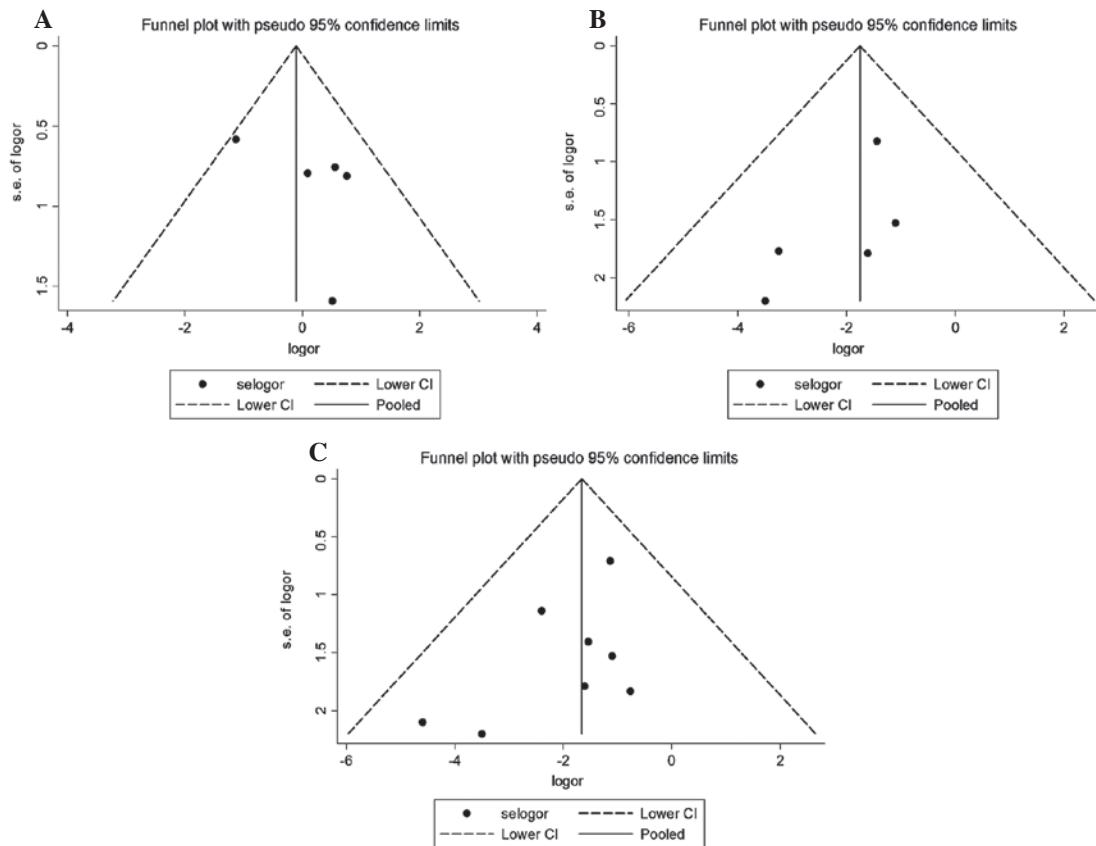 A
Funnel plot with pseudo 95% confidence limits
s.e. of logor
0
0.5
1
1.5
-4
-2
0
2
4
logor
selogor
Lower CI
Lower CI
Pooled
B
Funnel plot with pseudo 95% confidence limits
s.e. of logor
0
0.5
1
1.5
2
-6
-4
-2
0
2
logor
selogor
Lower CI
Lower CI
Pooled
C
Funnel plot with pseudo 95% confidence limits
s.e. of logor
0
0.5
1
1.5
2
-6
-4
-2
0
2
logor
selogor
Lower CI
Lower CI
Pooled